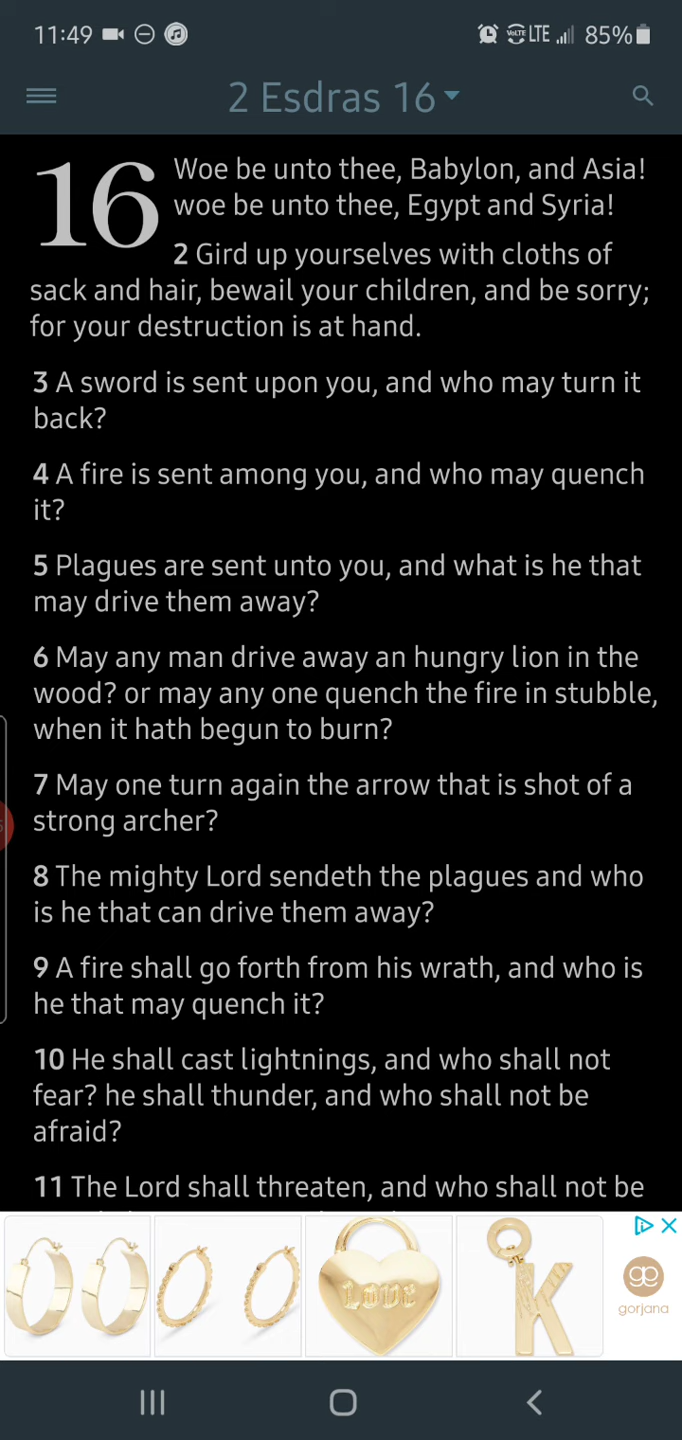 11:49
LTE 85%
2 Esdras 16
16 Woe be unto thee, Babylon, and Asia!
woe be unto thee, Egypt and Syria!
2 Gird up yourselves with cloths of
sack and hair, bewail your children, and be sorry;
for your destruction is at hand.
3 A sword is sent upon you, and who may turn it
back?
4 A fire is sent among you, and who may quench
it?
5 Plagues are sent unto you, and what is he that
may drive them away?
6 May any man drive away an hungry lion in the
wood? or may any one quench the fire in stubble,
when it hath begun to burn?
7 May one turn again the arrow that is shot of a
strong archer?
8 The mighty Lord sendeth the plagues and who
is he that can drive them away?
9 A fire shall go forth from his wrath, and who is
he that may quench it?
10 He shall cast lightnings, and who shall not
fear? he shall thunder, and who shall not be
afraid?
11 The Lord shall threaten, and who shall not be
LOVE
K
gorjana